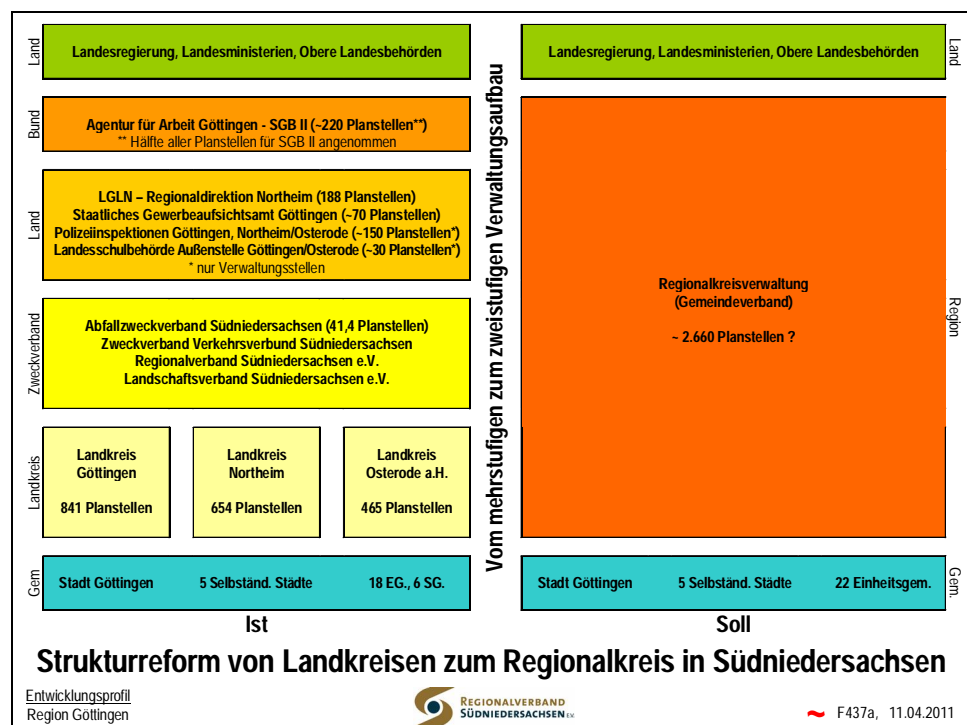 Land
Landesregierung, Landesministerien, Obere Landesbehörden
Bund
Agentur für Arbeit Göttingen - SGB II (~220 Planstellen**)
** Hälfte aller Planstellen für SGB II angenommen
Land
LGLN – Regionaldirektion Northeim (188 Planstellen)
Staatliches Gewerbeaufsichtsamt Göttingen (~70 Planstellen)
Polizeiinspektionen Göttingen, Northeim/Osterode (~150 Planstellen*)
Landesschulbehörde Außenstelle Göttingen/Osterode (~30 Planstellen*)
* nur Verwaltungsstellen
Zweckverband
Abfallzweckverband Südniedersachsen (41,4 Planstellen)
Zweckverband Verkehrsverbund Südniedersachsen
Regionalverband Südniedersachsen e.V.
Landschaftsverband Südniedersachsen e.V.
Landkreis
Landkreis
Göttingen
841 Planstellen
Landkreis
Northeim
654 Planstellen
Landkreis
Osterode a.H.
465 Planstellen
Gem
Stadt Göttingen 5 Selbständ. Städte 18 EG., 6 SG.
Ist
Vom mehrstufigen zum zweistufigen Verwaltungsaufbau
Landesregierung, Landesministerien, Obere Landesbehörden
Land
Regionalkreisverwaltung
(Gemeindeverband)
~ 2.660 Planstellen ?
Region
Stadt Göttingen 5 Selbständ. Städte 22 Einheitsgem.
Gem.
Soll
Strukturreform von Landkreisen zum Regionalkreis in Südniedersachsen
Entwicklungsprofil
Region Göttingen
REGIONALVERBAND
SÜDNIEDERSACHSEN E.V.
~ F437a, 11.04.2011